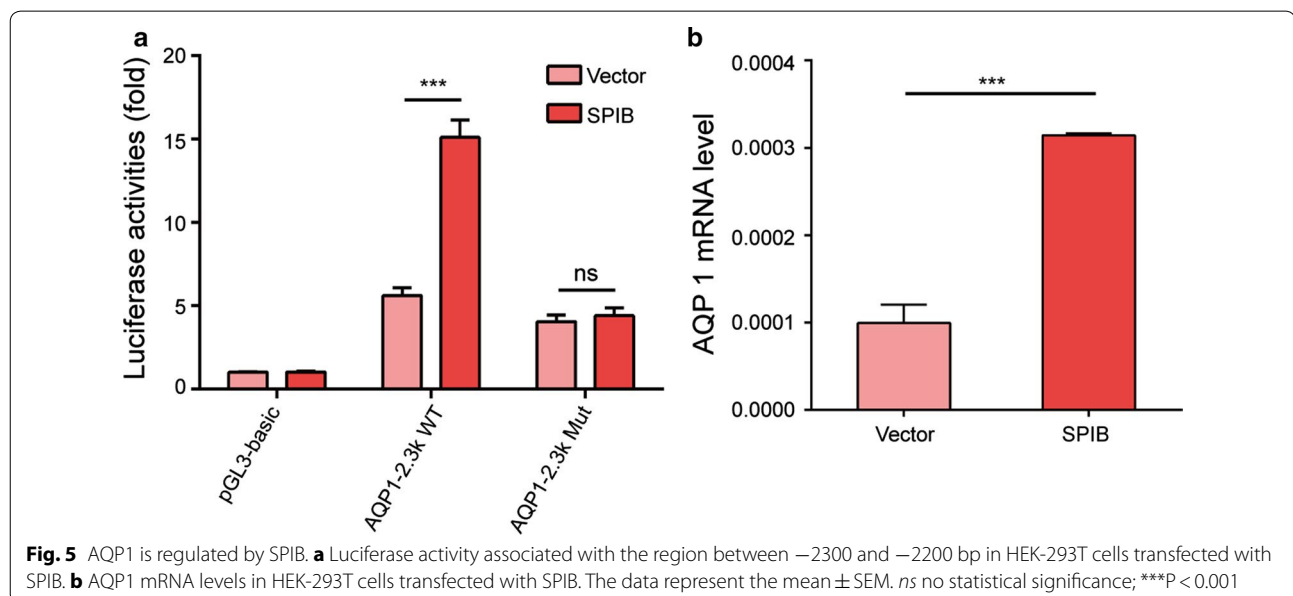 a
Luciferase activities (fold)
20
15
10
5
0
***
ns
Vector
SPIB
pGL3-basic
AQP1-2.3k WT
AQP1-2.3k Mut
b
AQP 1 mRNA level
0.0004
0.0003
0.0002
0.0001
0.0000
***
Vector
SPIB
Fig. 5 AQP1 is regulated by SPIB. a Luciferase activity associated with the region between −2300 and −2200 bp in HEK-293T cells transfected with
SPIB. b AQP1 mRNA levels in HEK-293T cells transfected with SPIB. The data represent the mean ± SEM. ns no statistical significance; ***P < 0.001